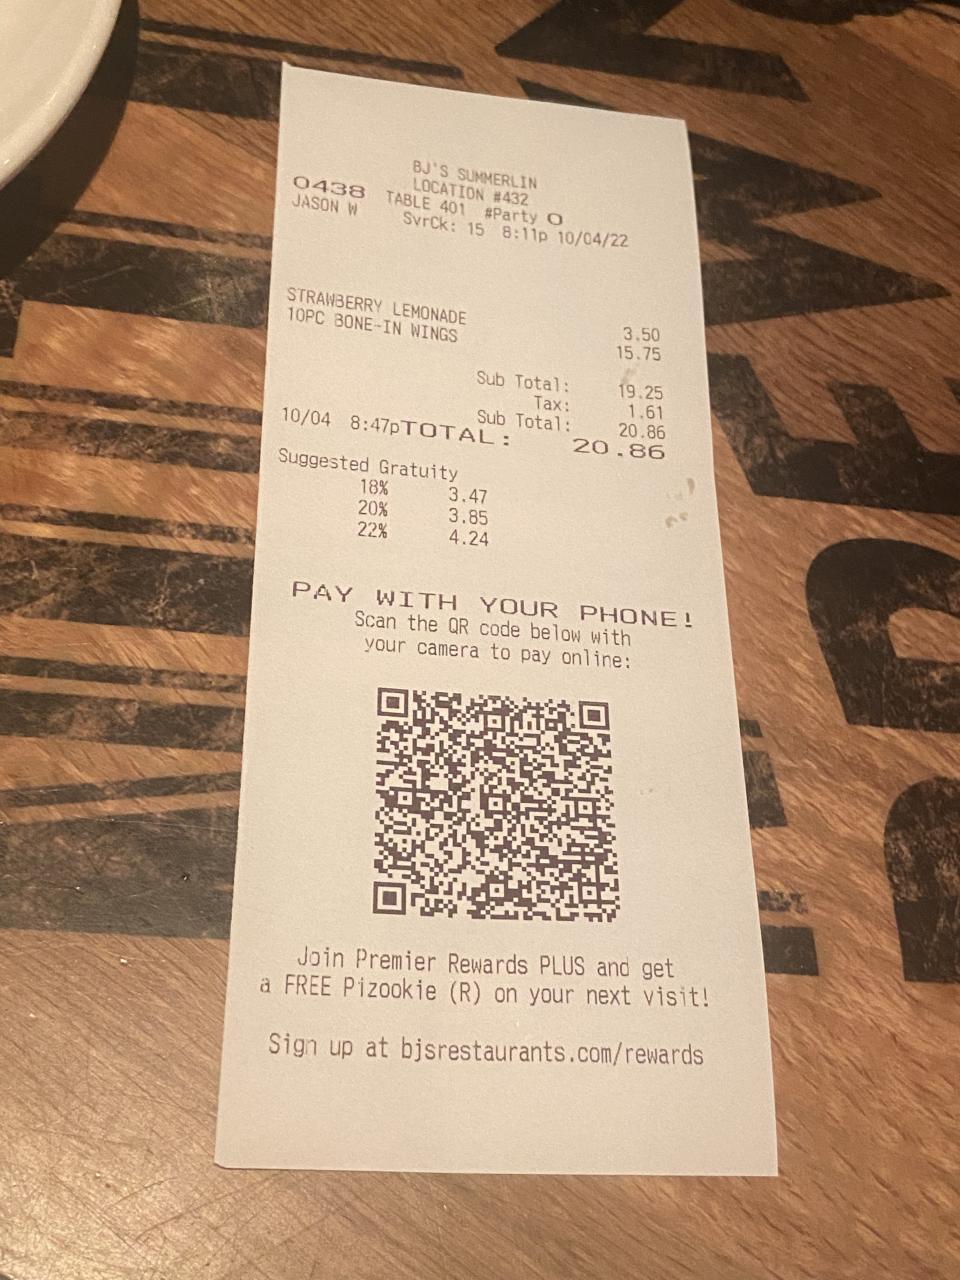 BJ'S SUMMERLIN
LOCATION #432
0438 TABLE 401 #Party 0
JASON W SvrCk: 15 8:11p 10/04/22
STRAWBERRY LEMONADE 3.50
10PC BONE-IN WINGS 15.75
Sub Total: 19.25
Tax: 1.61
Sub Total: 20.86
10/04 8:47pTOTAL: 20.86
Suggested Gratuity
18% 3.47
20% 3.85
22% 4.24
PAY WITH YOUR PHONE!
Scan the QR code below with
your camera to pay online:
Join Premier Rewards PLUS and get
a FREE Pizookie (R) on your next visit!
Sign up at bjsrestaurants.com/rewards